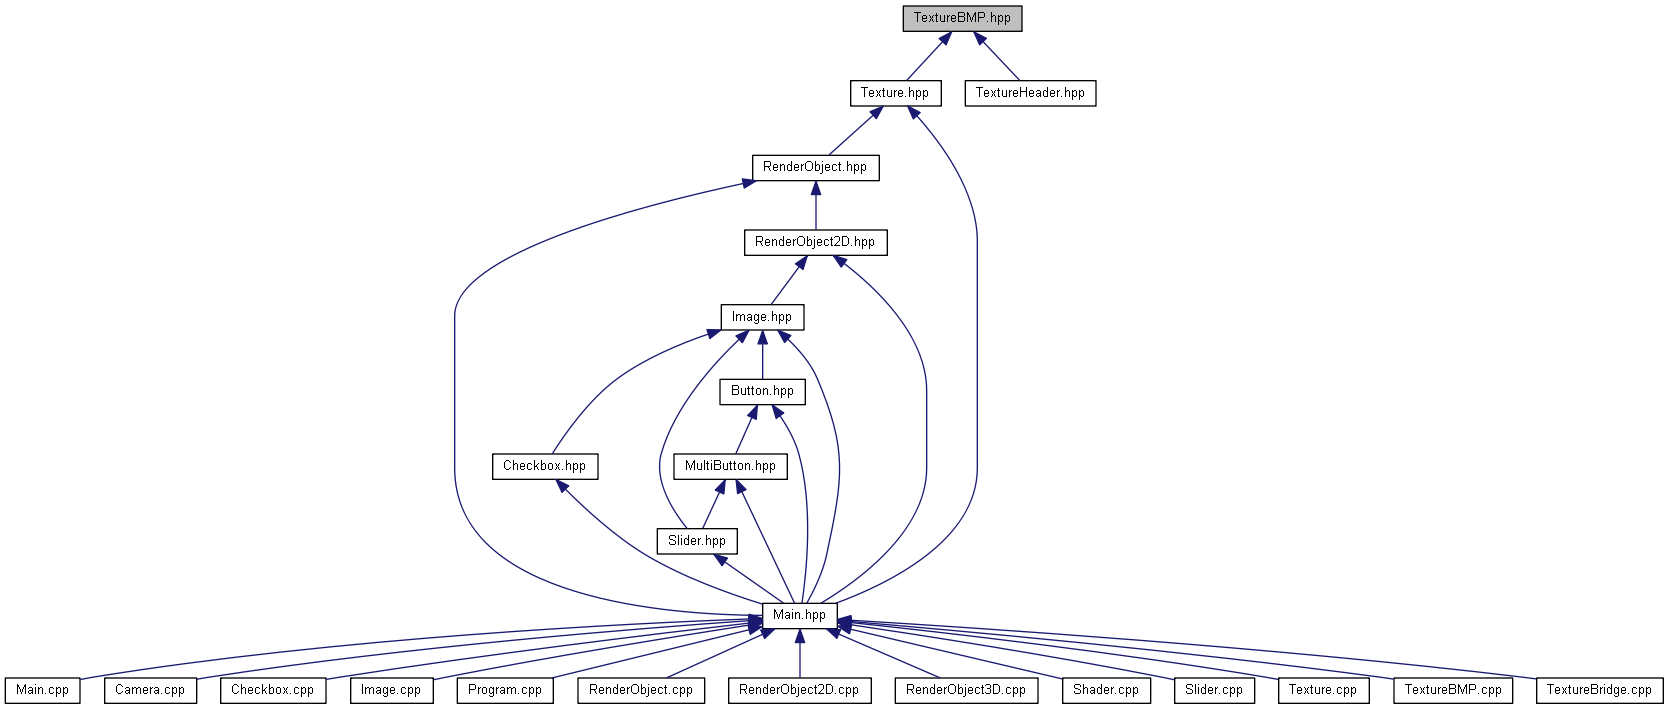 TextureBMP.hpp
Texture.hpp
TextureHeader.hpp
RenderObject.hpp
RenderObject2D.hpp
Image.hpp
Button.hpp
Checkbox.hpp
MultiButton.hpp
Slider.hpp
Main.hpp
Main.cpp
Camera.cpp
Checkbox.cpp
Image.cpp
Program.cpp
RenderObject.cpp
RenderObject2D.cpp
RenderObject3D.cpp
Shader.cpp
Slider.cpp
Texture.cpp
TextureBMP.cpp
TextureBridge.cpp